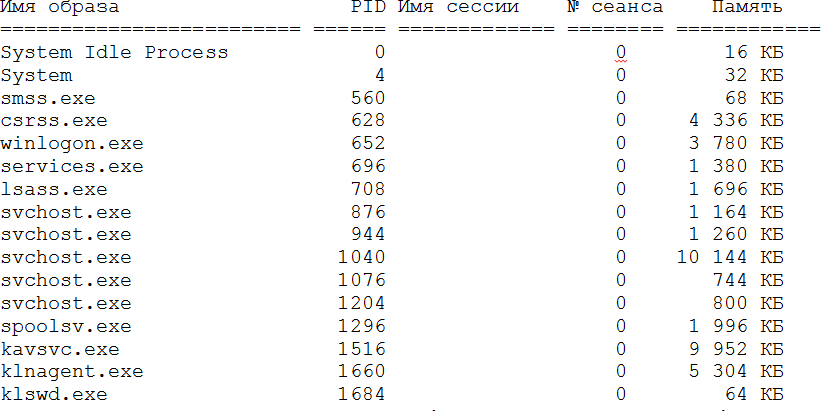 Имя образа                   PID Имя сессии    № сеанса    Память
========================= ====== ============= ======== ============
System Idle Process            0                    0        16 КБ
System                         4                    0        32 КБ
smss.exe                     560                    0        68 КБ
csrss.exe                    628                    0     4 336 КБ
winlogon.exe                 652                    0     3 780 КБ
services.exe                 696                    0     1 380 КБ
lsass.exe                    708                    0     1 696 КБ
svchost.exe                  876                    0     1 164 КБ
svchost.exe                  944                    0     1 260 КБ
svchost.exe                 1040                    0    10 144 КБ
svchost.exe                 1076                    0       744 КБ
svchost.exe                 1204                    0       800 КБ
spoolsv.exe                 1296                    0     1 996 КБ
kavsvc.exe                  1516                    0     9 952 КБ
klnagent.exe                1660                    0     5 304 КБ
klswd.exe                   1684                    0        64 КБ